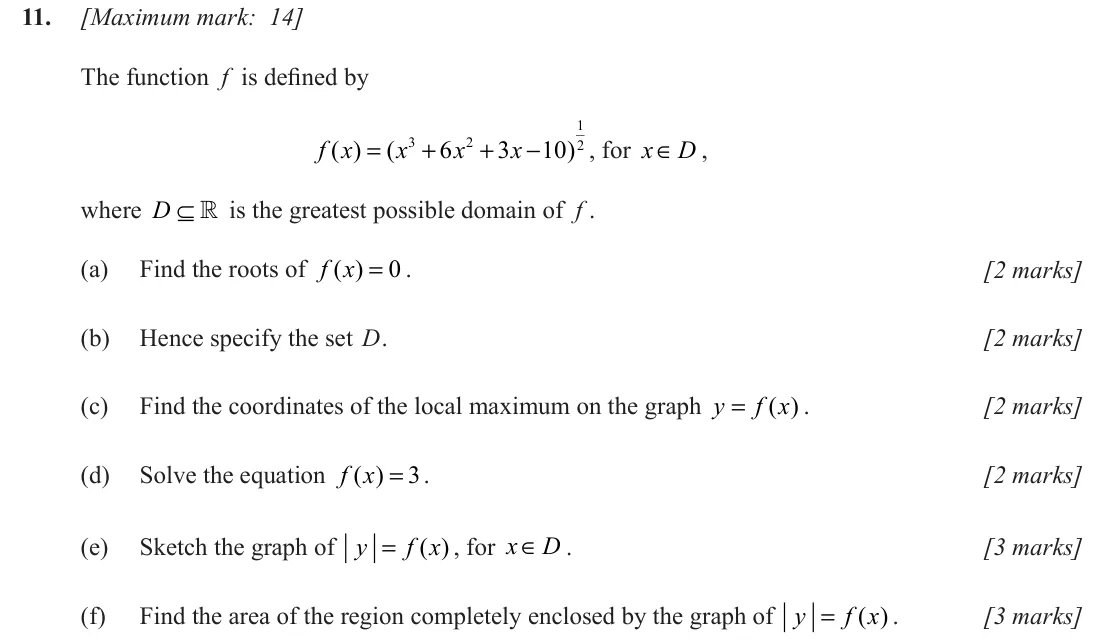 11. [Maximum mark: 14]
The function f is defined by
f(x) = (x³ + 6x² + 3x − 10)^{1/2}, for x ∈ D,
where D ⊆ ℝ is the greatest possible domain of f.
(a) Find the roots of f(x) = 0. [2 marks]
(b) Hence specify the set D. [2 marks]
(c) Find the coordinates of the local maximum on the graph y = f(x). [2 marks]
(d) Solve the equation f(x) = 3. [2 marks]
(e) Sketch the graph of |y| = f(x), for x ∈ D. [3 marks]
(f) Find the area of the region completely enclosed by the graph of |y| = f(x). [3 marks]